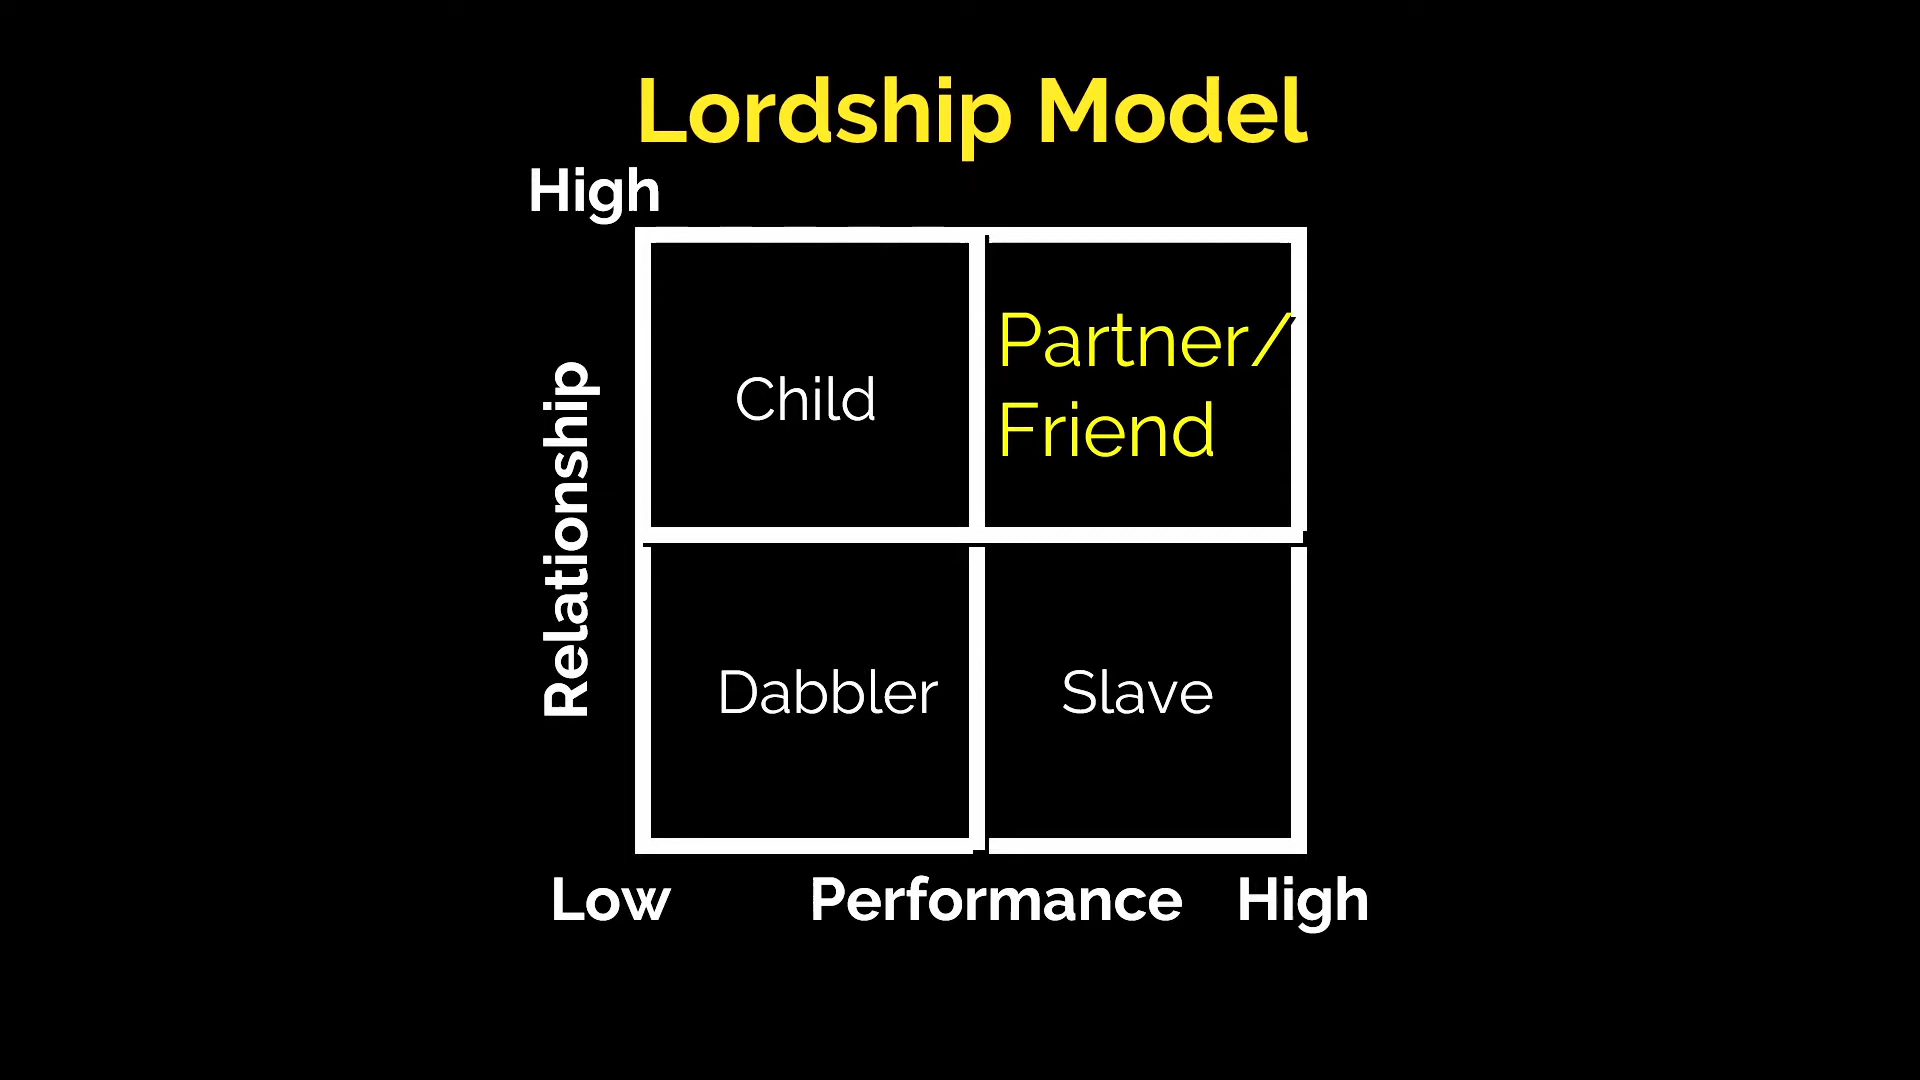 Lordship Model
High
Relationship
Child
Partner/
Friend
Dabbler
Slave
Low
Performance
High